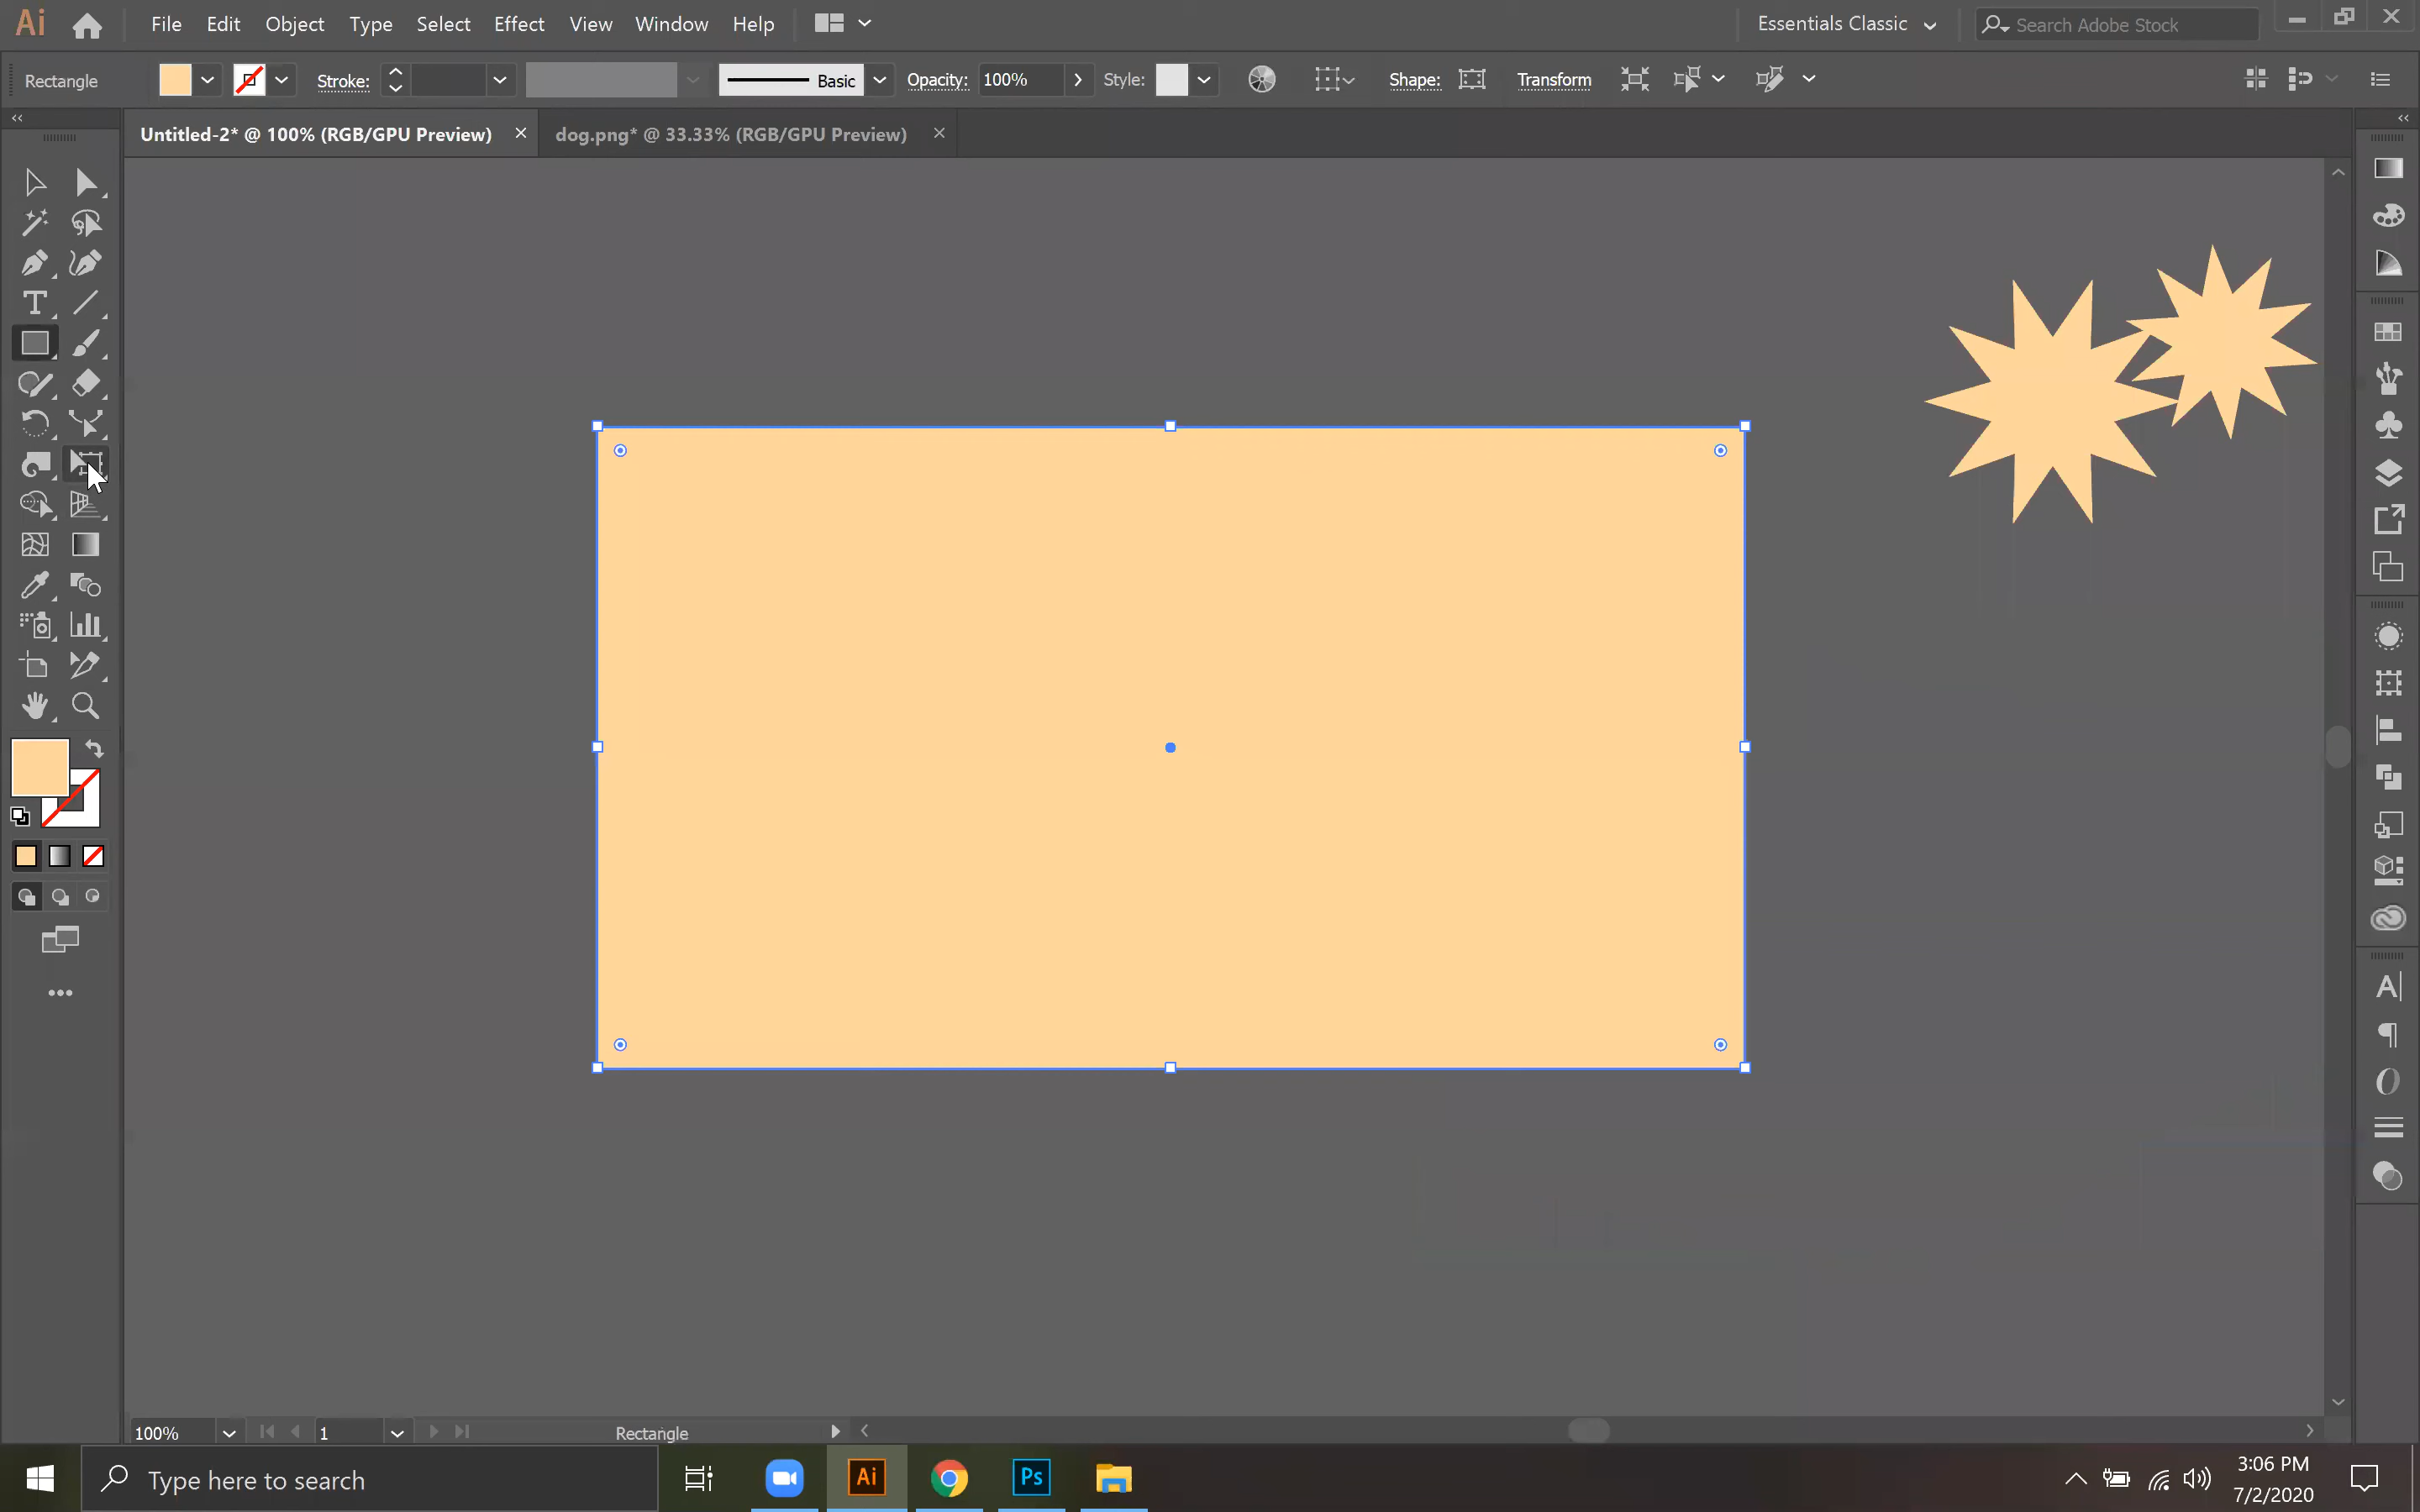 Ai File Edit Object Type Select Effect View Window Help Essentials Classic Search Adobe Stock
Rectangle Stroke: Basic Opacity: 100% Style: Shape: Transform
Untitled-2* @ 100% (RGB/GPU Preview) dog.png* @ 33.33% (RGB/GPU Preview)
100% 1 Rectangle
Type here to search Ai Ps 3:06 PM
7/2/2020